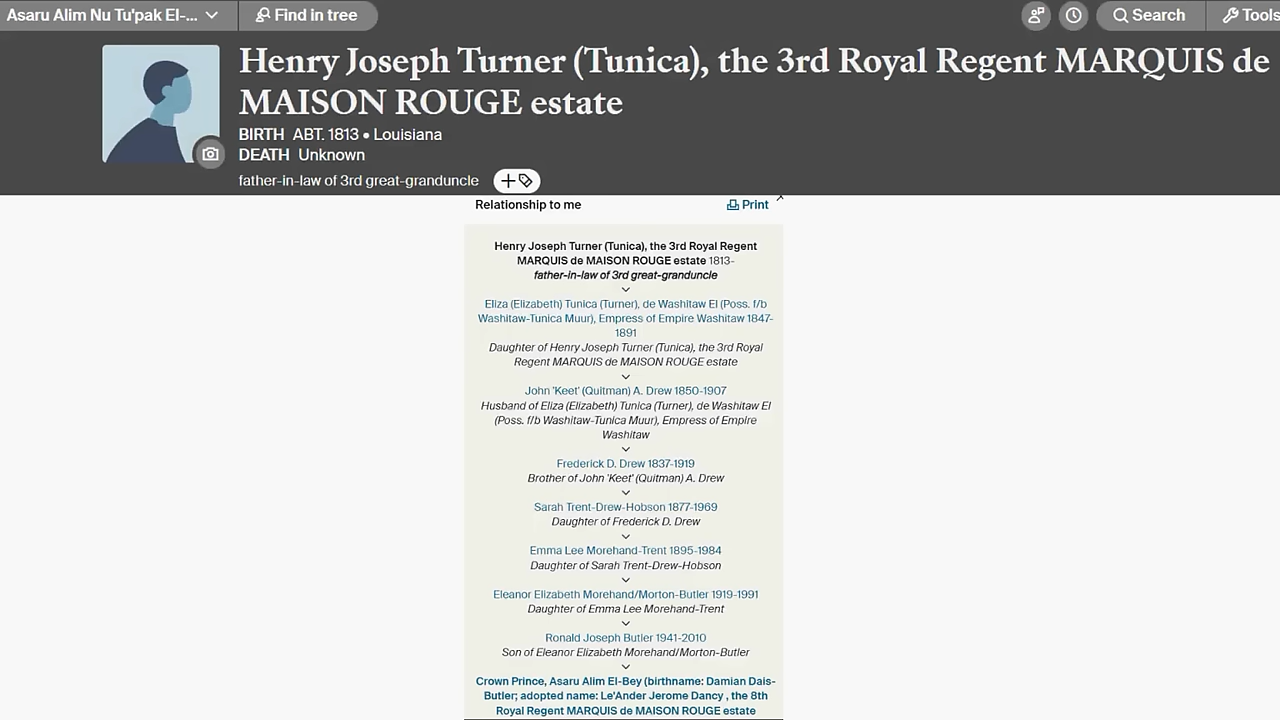 Asaru Alim Nu Tu'pak El-...
Find in tree
Search
Tools
Henry Joseph Turner (Tunica), the 3rd Royal Regent MARQUIS de
MAISON ROUGE estate
BIRTH ABT. 1813 • Louisiana
DEATH Unknown
father-in-law of 3rd great-granduncle
Relationship to me
Print
Henry Joseph Turner (Tunica), the 3rd Royal Regent
MARQUIS de MAISON ROUGE estate 1813-
father-in-law of 3rd great-granduncle
Eliza (Elizabeth) Tunica (Turner), de Washitaw El (Poss. f/b
Washitaw-Tunica Muur), Empress of Empire Washitaw 1847-
1891
Daughter of Henry Joseph Turner (Tunica), the 3rd Royal
Regent MARQUIS de MAISON ROUGE estate
John 'Keet' (Quitman) A. Drew 1850-1907
Husband of Eliza (Elizabeth) Tunica (Turner), de Washitaw El
(Poss. f/b Washitaw-Tunica Muur), Empress of Empire
Washitaw
Frederick D. Drew 1837-1919
Brother of John 'Keet' (Quitman) A. Drew
Sarah Trent-Drew-Hobson 1877-1969
Daughter of Frederick D. Drew
Emma Lee Morehand-Trent 1895-1984
Daughter of Sarah Trent-Drew-Hobson
Eleanor Elizabeth Morehand/Morton-Butler 1919-1991
Daughter of Emma Lee Morehand-Trent
Ronald Joseph Butler 1941-2010
Son of Eleanor Elizabeth Morehand/Morton-Butler
Crown Prince, Asaru Alim El-Bey (birthname: Damian Dais-
Butler; adopted name: Le'Ander Jerome Dancy , the 8th
Royal Regent MARQUIS de MAISON ROUGE estate